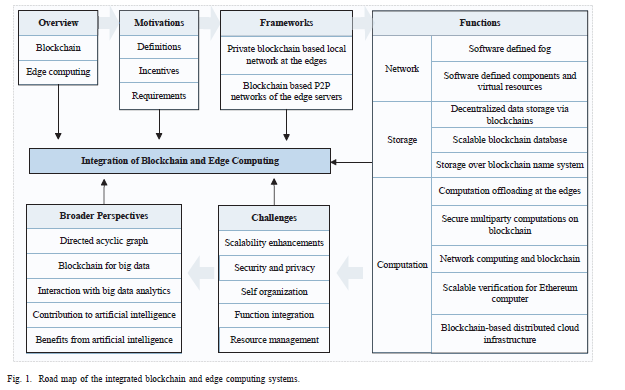 Overview
Blockchain
Edge computing
Motivations
Definitions
Incentives
Requirements
Frameworks
Private blockchain based local
network at the edges
Blockchain based P2P
networks of the edge servers
Functions
Network
Software defined fog
Software defined components and
virtual resources
Storage
Decentralized data storage via
blockchains
Scalable blockchain database
Storage over blockchain name system
Computation
Computation offloading at the edges
Secure multiparty computations on
blockchain
Network computing and blockchain
Scalable verification for Ethereum
computer
Blockchain-based distributed cloud
infrastructure
Integration of Blockchain and Edge Computing
Broader Perspectives
Directed acyclic graph
Blockchain for big data
Interaction with big data analytics
Contribution to artificial intelligence
Benefits from artificial intelligence
Challenges
Scalability enhancements
Security and privacy
Self organization
Function integration
Resource management
Fig. 1. Road map of the integrated blockchain and edge computing systems.